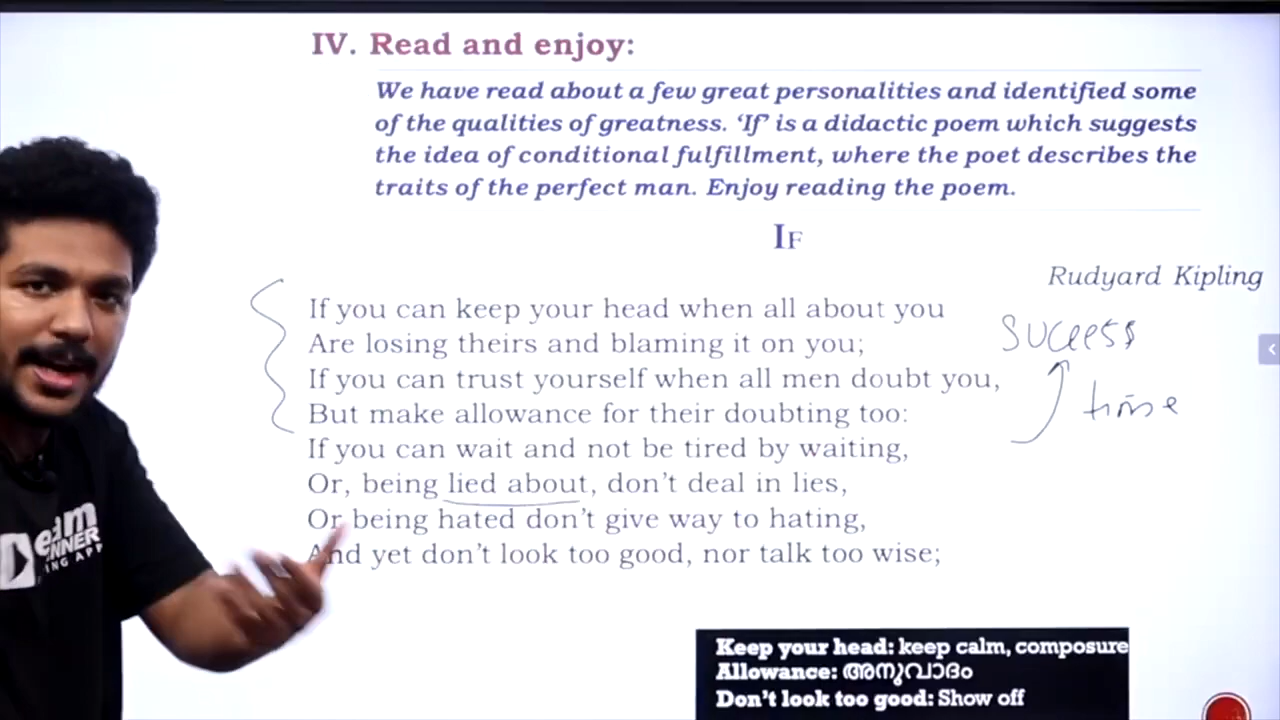 IV. Read and enjoy:
We have read about a few great personalities and identified some
of the qualities of greatness. ‘If’ is a didactic poem which suggests
the idea of conditional fulfillment, where the poet describes the
traits of the perfect man. Enjoy reading the poem.
IF
Rudyard Kipling
If you can keep your head when all about you
Are losing theirs and blaming it on you;
If you can trust yourself when all men doubt you,
But make allowance for their doubting too:
If you can wait and not be tired by waiting,
Or, being lied about, don’t deal in lies,
Or being hated don’t give way to hating,
And yet don’t look too good, nor talk too wise;
time
Keep your head: keep calm, composure
Allowance: അനുവാദം
Don’t look too good: Show off